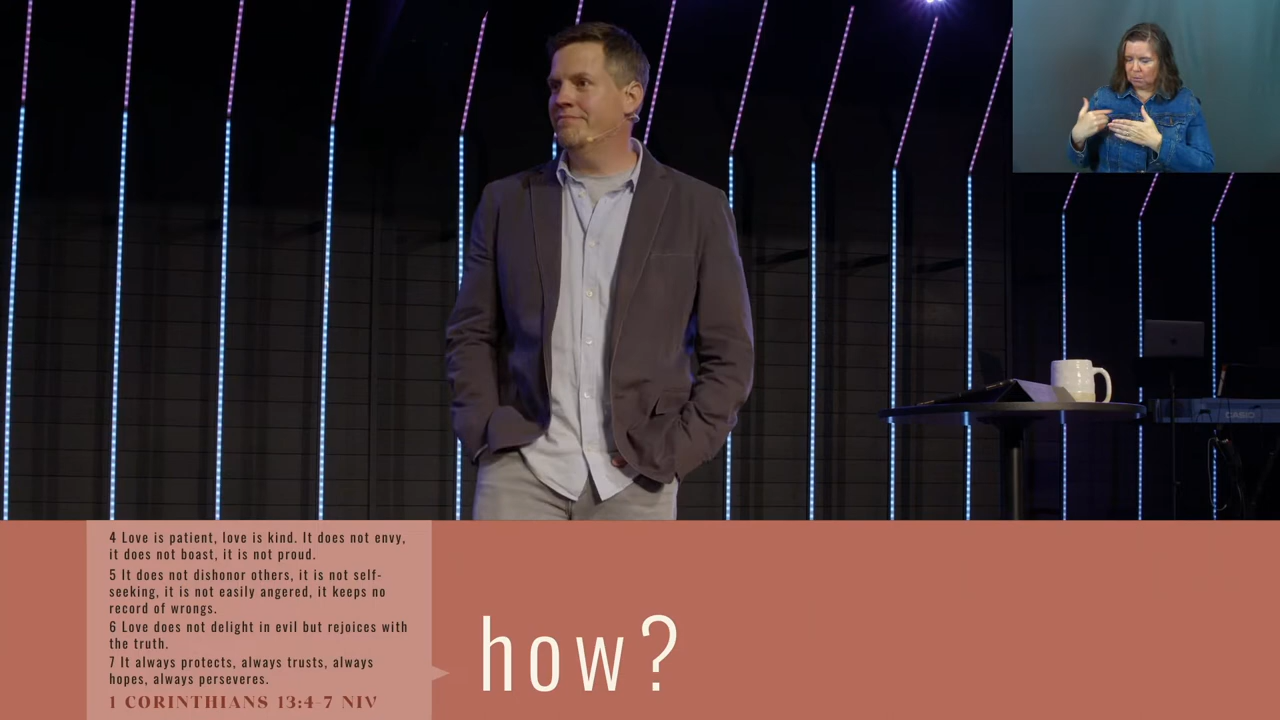 CASIO
4 Love is patient, love is kind. It does not envy,
it does not boast, it is not proud.
5 It does not dishonor others, it is not self-
seeking, it is not easily angered, it keeps no
record of wrongs.
6 Love does not delight in evil but rejoices with
the truth.
7 It always protects, always trusts, always
hopes, always perseveres.
1 CORINTHIANS 13:4-7 NIV
how?